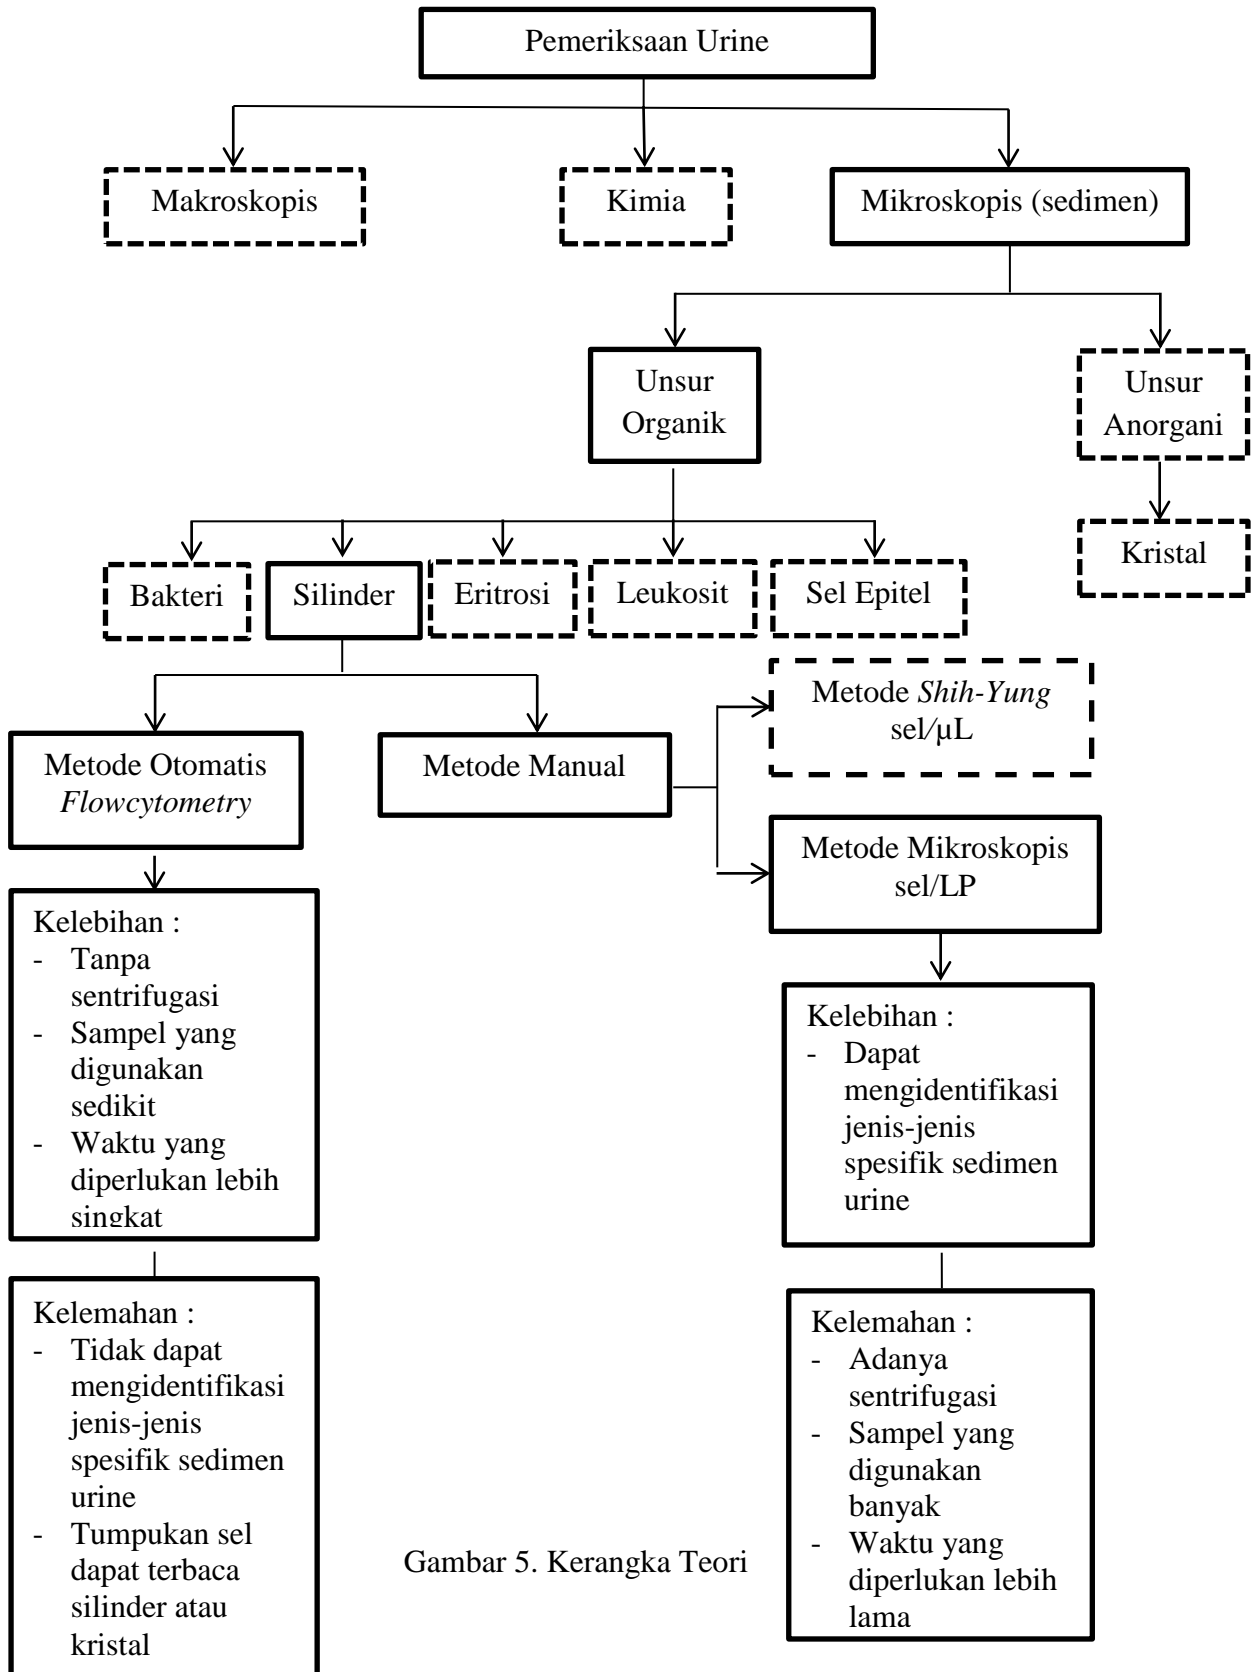 Pemeriksaan Urine
Makroskopis
Kimia
Mikroskopis (sedimen)
Unsur
Organik
Unsur
Anorgani
Kristal
Bakteri
Silinder
Eritrosi
Leukosit
Sel Epitel
Metode Shih-Yung
sel/µL
Metode Otomatis
Flowcytometry
Metode Manual
Metode Mikroskopis
sel/LP
Kelebihan :
- Tanpa
sentrifugasi
- Sampel yang
digunakan
sedikit
- Waktu yang
diperlukan lebih
singkat
Kelebihan :
- Dapat
mengidentifikasi
jenis-jenis
spesifik sedimen
urine
Kelemahan :
- Tidak dapat
mengidentifikasi
jenis-jenis
spesifik sedimen
urine
- Tumpukan sel
dapat terbaca
silinder atau
kristal
Kelemahan :
- Adanya
sentrifugasi
- Sampel yang
digunakan
banyak
- Waktu yang
diperlukan lebih
lama
Gambar 5. Kerangka Teori